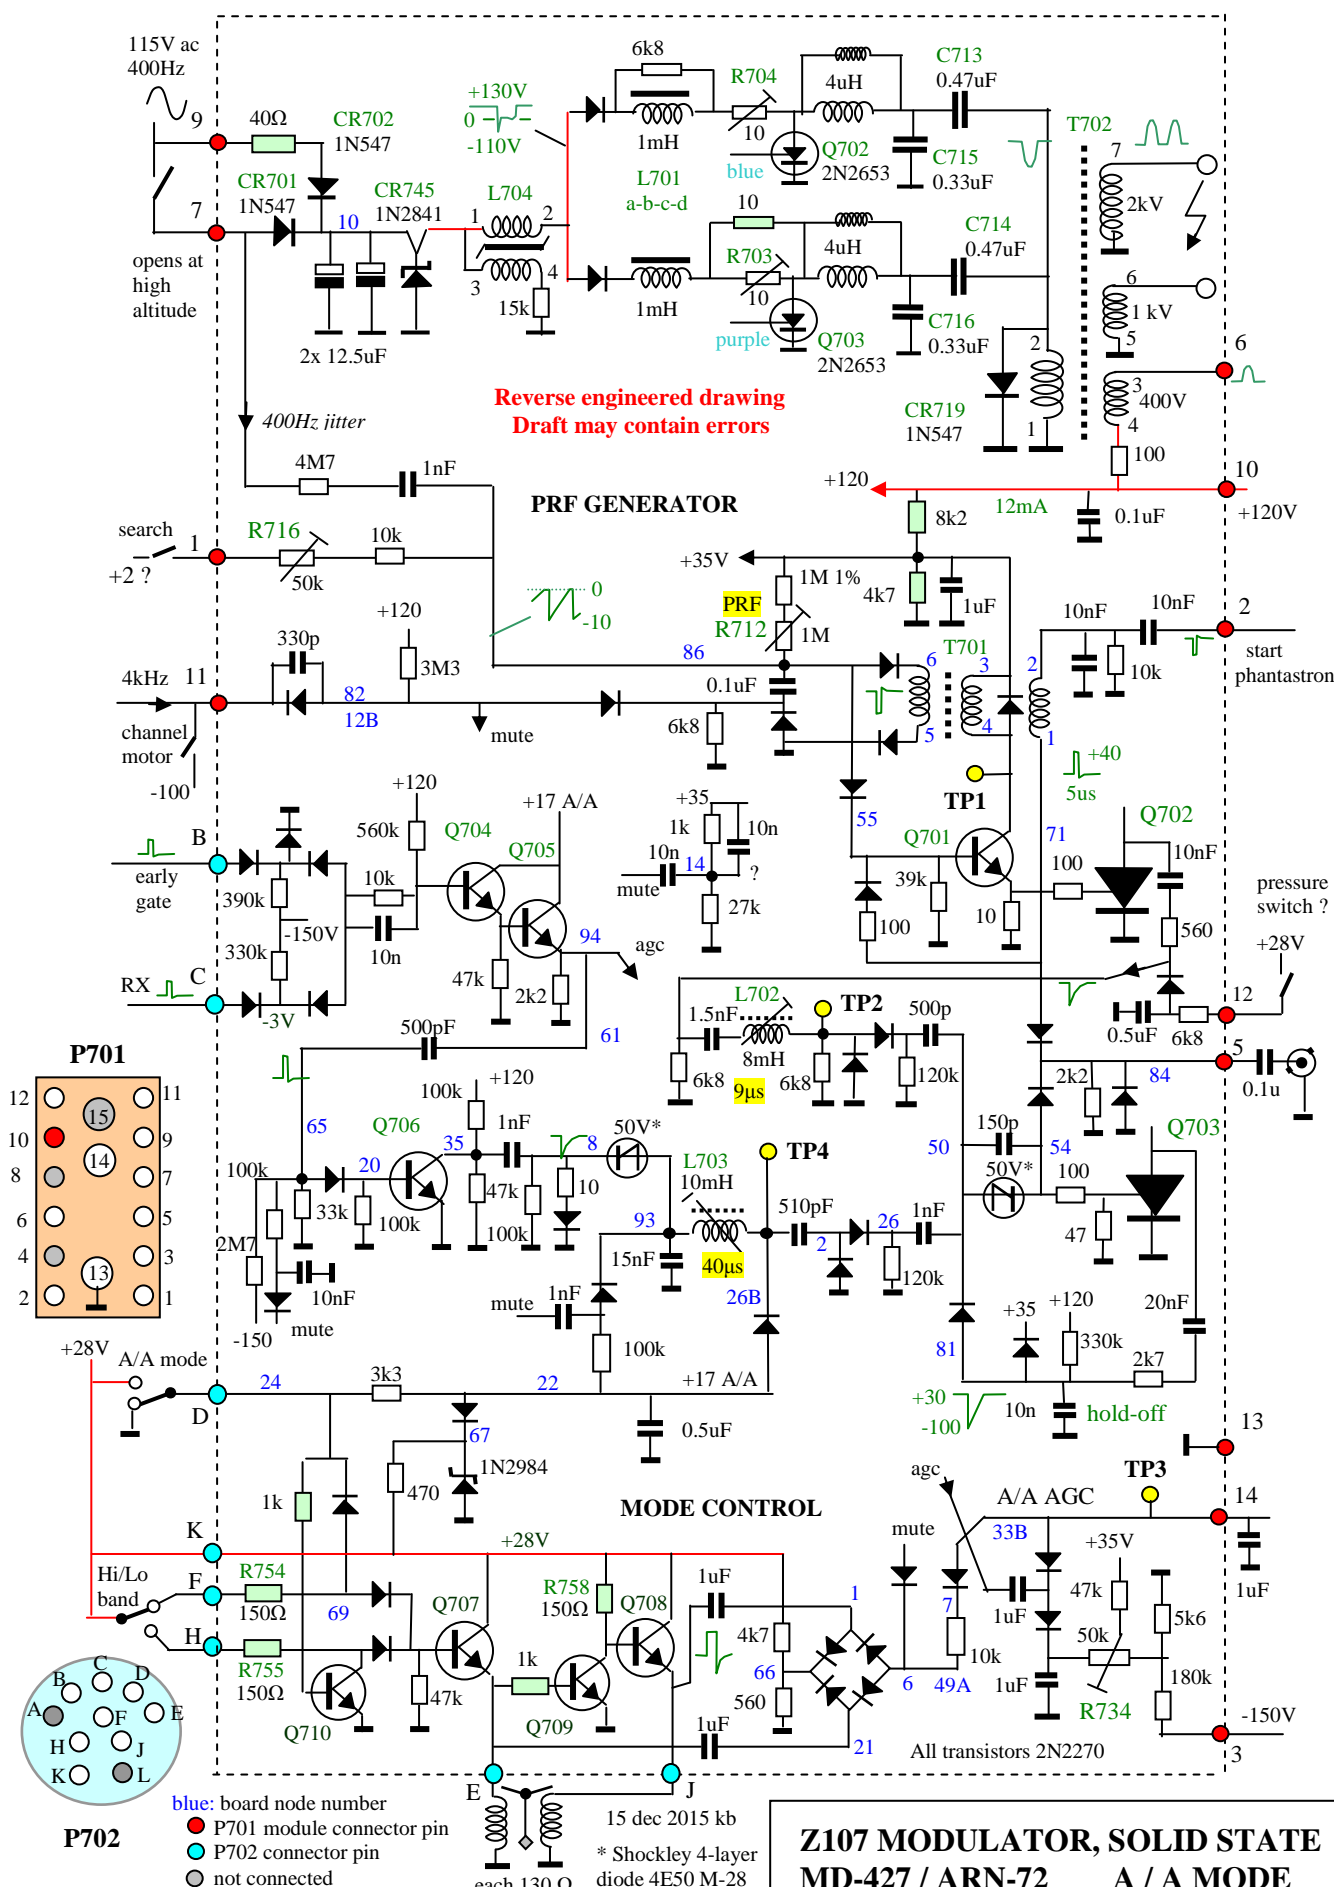 115V ac
400Hz
9
40Ω
CR702
1N547
CR701
1N547
7
opens at
high
altitude
10
2x 12.5uF
CR745
1N2841
+130V
0
-110V
L704
1
2
3
4
15k
6k8
1mH
R704
10
blue
Q702
2N2653
4uH
C713
0.47uF
C715
0.33uF
L701
a-b-c-d
1mH
10
R703
10
purple
Q703
2N2653
4uH
C714
0.47uF
C716
0.33uF
T702
7
2kV
6
1 kV
5
3
400V
4
100
6
2
1
CR719
1N547
Reverse engineered drawing
Draft may contain errors
400Hz jitter
4M7
1nF
PRF GENERATOR
+120
12mA
0.1uF
10
+120V
8k2
search
+2 ?
1
R716
50k
10k
+35V
1M 1%
PRF
R712
1M
4k7
1uF
0
-10
10nF
10nF
10k
2
start
phantastron
330p
+120
3M3
4kHz
11
channel
motor
-100
82
12B
mute
86
0.1uF
6k8
T701
6
5
3
4
2
1
+40
5us
TP1
55
Q701
71
39k
100
10
100
Q702
10nF
560
pressure
switch ?
+28V
12
0.5uF
6k8
B
early
gate
C
RX
390k
-150V
330k
-3V
+120
560k
10k
10n
Q704
Q705
+17 A/A
47k
2k2
94
agc
+35
1k
10n
10n
14
mute
?
27k
500pF
61
L702
1.5nF
8mH
9µs
6k8
TP2
6k8
120k
500p
5
0.1u
2k2
84
150p
50
54
50V*
100
47
Q703
P701
12
11
10
9
8
7
6
5
4
3
2
1
15
14
13
65
100k
2M7
-150
33k
10nF
mute
20
100k
Q706
35
100k
+120
1nF
47k
100k
8
10
50V*
93
L703
10mH
40µs
15nF
TP4
510pF
2
26
120k
1nF
26B
mute
1nF
100k
81
+35
+120
330k
2k7
20nF
+30
-100
10n
hold-off
13
+28V
A/A mode
D
24
3k3
22
+17 A/A
0.5uF
67
1N2984
470
1k
MODE CONTROL
K
+28V
Hi/Lo
band
F
R754
150Ω
69
H
R755
150Ω
Q710
47k
Q707
1k
Q709
R758
150Ω
Q708
1uF
1uF
4k7
66
560
1
6
21
mute
agc
A/A AGC
33B
7
49A
10k
1uF
1uF
TP3
14
1uF
+35V
47k
50k
R734
5k6
180k
-150V
3
All transistors 2N2270
A
B
C
D
E
F
H
J
K
L
P702
E
J
each 130 Ω
blue: board node number
P701 module connector pin
P702 connector pin
not connected
15 dec 2015 kb
* Shockley 4-layer
diode 4E50 M-28
Z107 MODULATOR, SOLID STATE
MD-427 / ARN-72 A / A MODE